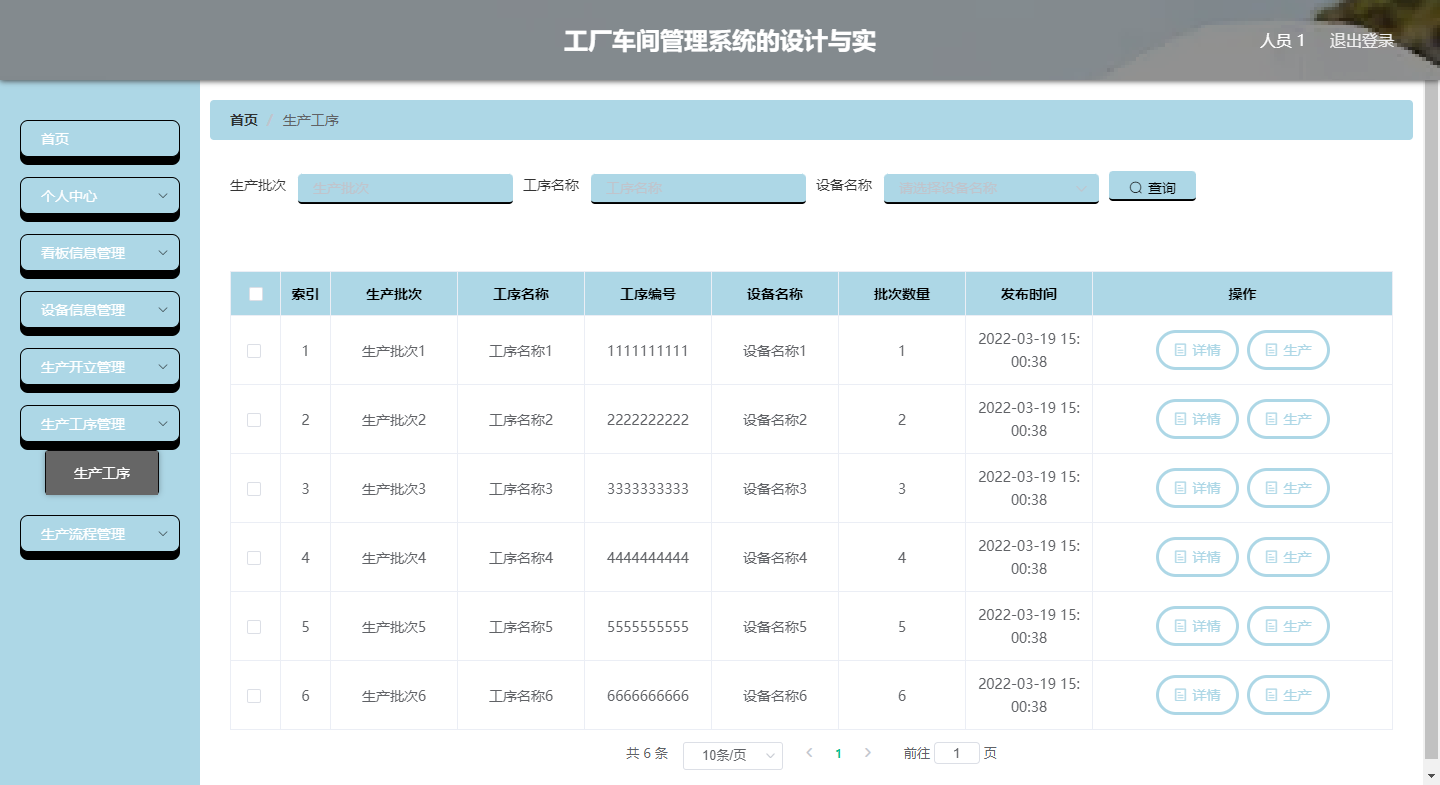 工厂车间管理系统的设计与实
人员 1 退出登录
首页
个人中心
看板信息管理
设备信息管理
生产开立管理
生产工序管理
生产工序
生产流程管理
首页 / 生产工序
生产批次 生产批次 工序名称 工序名称 设备名称 请选择设备名称 查询
索引 生产批次 工序名称 工序编号 设备名称 批次数量 发布时间 操作
1 生产批次1 工序名称1 1111111111 设备名称1 1 2022-03-19 15:
00:38 详情 生产
2 生产批次2 工序名称2 2222222222 设备名称2 2 2022-03-19 15:
00:38 详情 生产
3 生产批次3 工序名称3 3333333333 设备名称3 3 2022-03-19 15:
00:38 详情 生产
4 生产批次4 工序名称4 4444444444 设备名称4 4 2022-03-19 15:
00:38 详情 生产
5 生产批次5 工序名称5 5555555555 设备名称5 5 2022-03-19 15:
00:38 详情 生产
6 生产批次6 工序名称6 6666666666 设备名称6 6 2022-03-19 15:
00:38 详情 生产
共 6 条 10条/页 1 前往 1 页